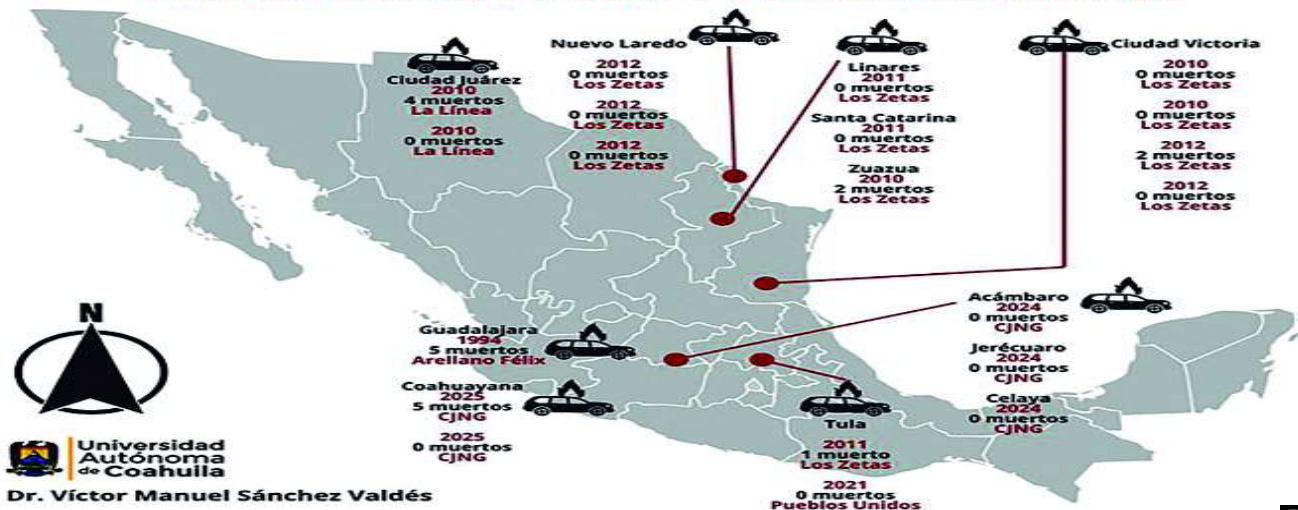 Nuevo Laredo
2012
0 muertos
Los Zetas
2012
0 muertos
Los Zetas
2012
0 muertos
Los Zetas
Ciudad Juárez
2010
4 muertos
La Línea
2010
0 muertos
La Línea
Linares
2011
0 muertos
Los Zetas
Santa Catarina
2011
0 muertos
Los Zetas
Zuazua
2010
2 muertos
Los Zetas
Ciudad Victoria
2010
0 muertos
Los Zetas
2010
0 muertos
Los Zetas
2012
2 muertos
Los Zetas
2012
0 muertos
Los Zetas
N
Guadalajara
1994
5 muertos
Arellano Félix
Coahuayana
2025
5 muertos
CJNG
2025
0 muertos
CJNG
Acámbaro
2024
0 muertos
CJNG
Jerécuaro
2024
0 muertos
CJNG
Celaya
2024
0 muertos
CJNG
Tula
2011
1 muerto
Los Zetas
2021
0 muertos
Pueblos Unidos
Universidad
Autónoma
de Coahuila
Dr. Víctor Manuel Sánchez Valdés